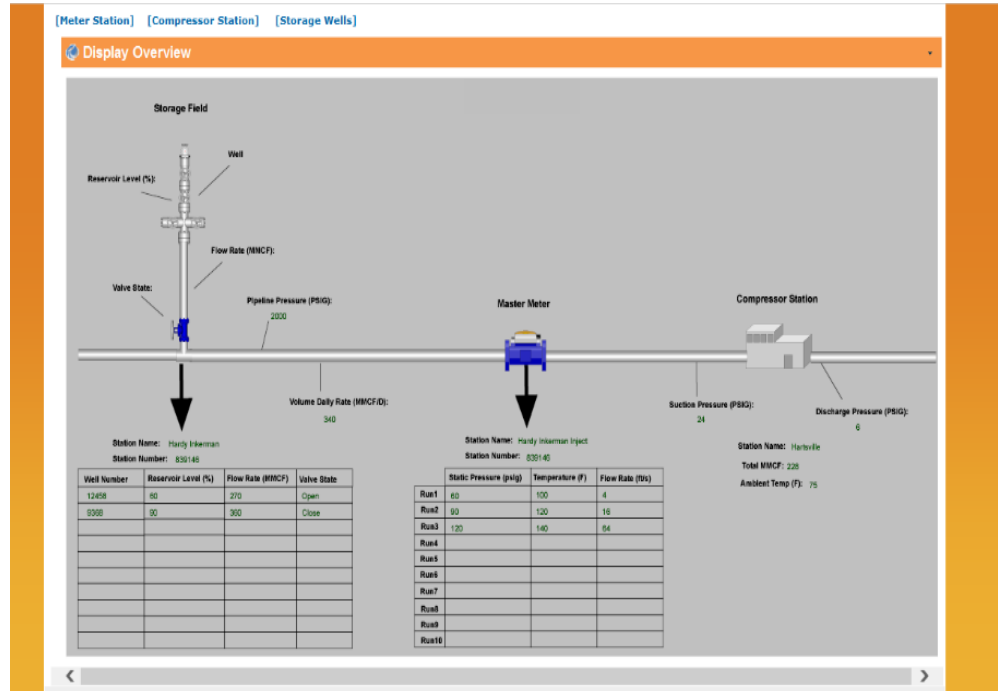 [Meter Station] [Compressor Station] [Storage Wells]
Display Overview
Storage Field
Well
Reservoir Level (%):
Flow Rate (MMCF):
Valve State:
Pipeline Pressure (PSIG):
2000
Master Meter
Compressor Station
Volume Daily Rate (MMCF/D):
340
Suction Pressure (PSIG):
24
Discharge Pressure (PSIG):
6
Station Name: Hardy Inkerman
Station Number: 839146
Well Number Reservoir Level (%) Flow Rate (MMCF) Valve State
12456 60 270 Open
9368 90 360 Close
Station Name: Hardy Inkerman Inject
Station Number: 839146
Static Pressure (psig) Temperature (F) Flow Rate (ft/s)
Run1 60 100 4
Run2 90 120 16
Run3 120 140 64
Run4
Run5
Run6
Run7
Run8
Run9
Run10
Station Name: Hartsville
Total MMCF: 228
Ambient Temp (F): 75